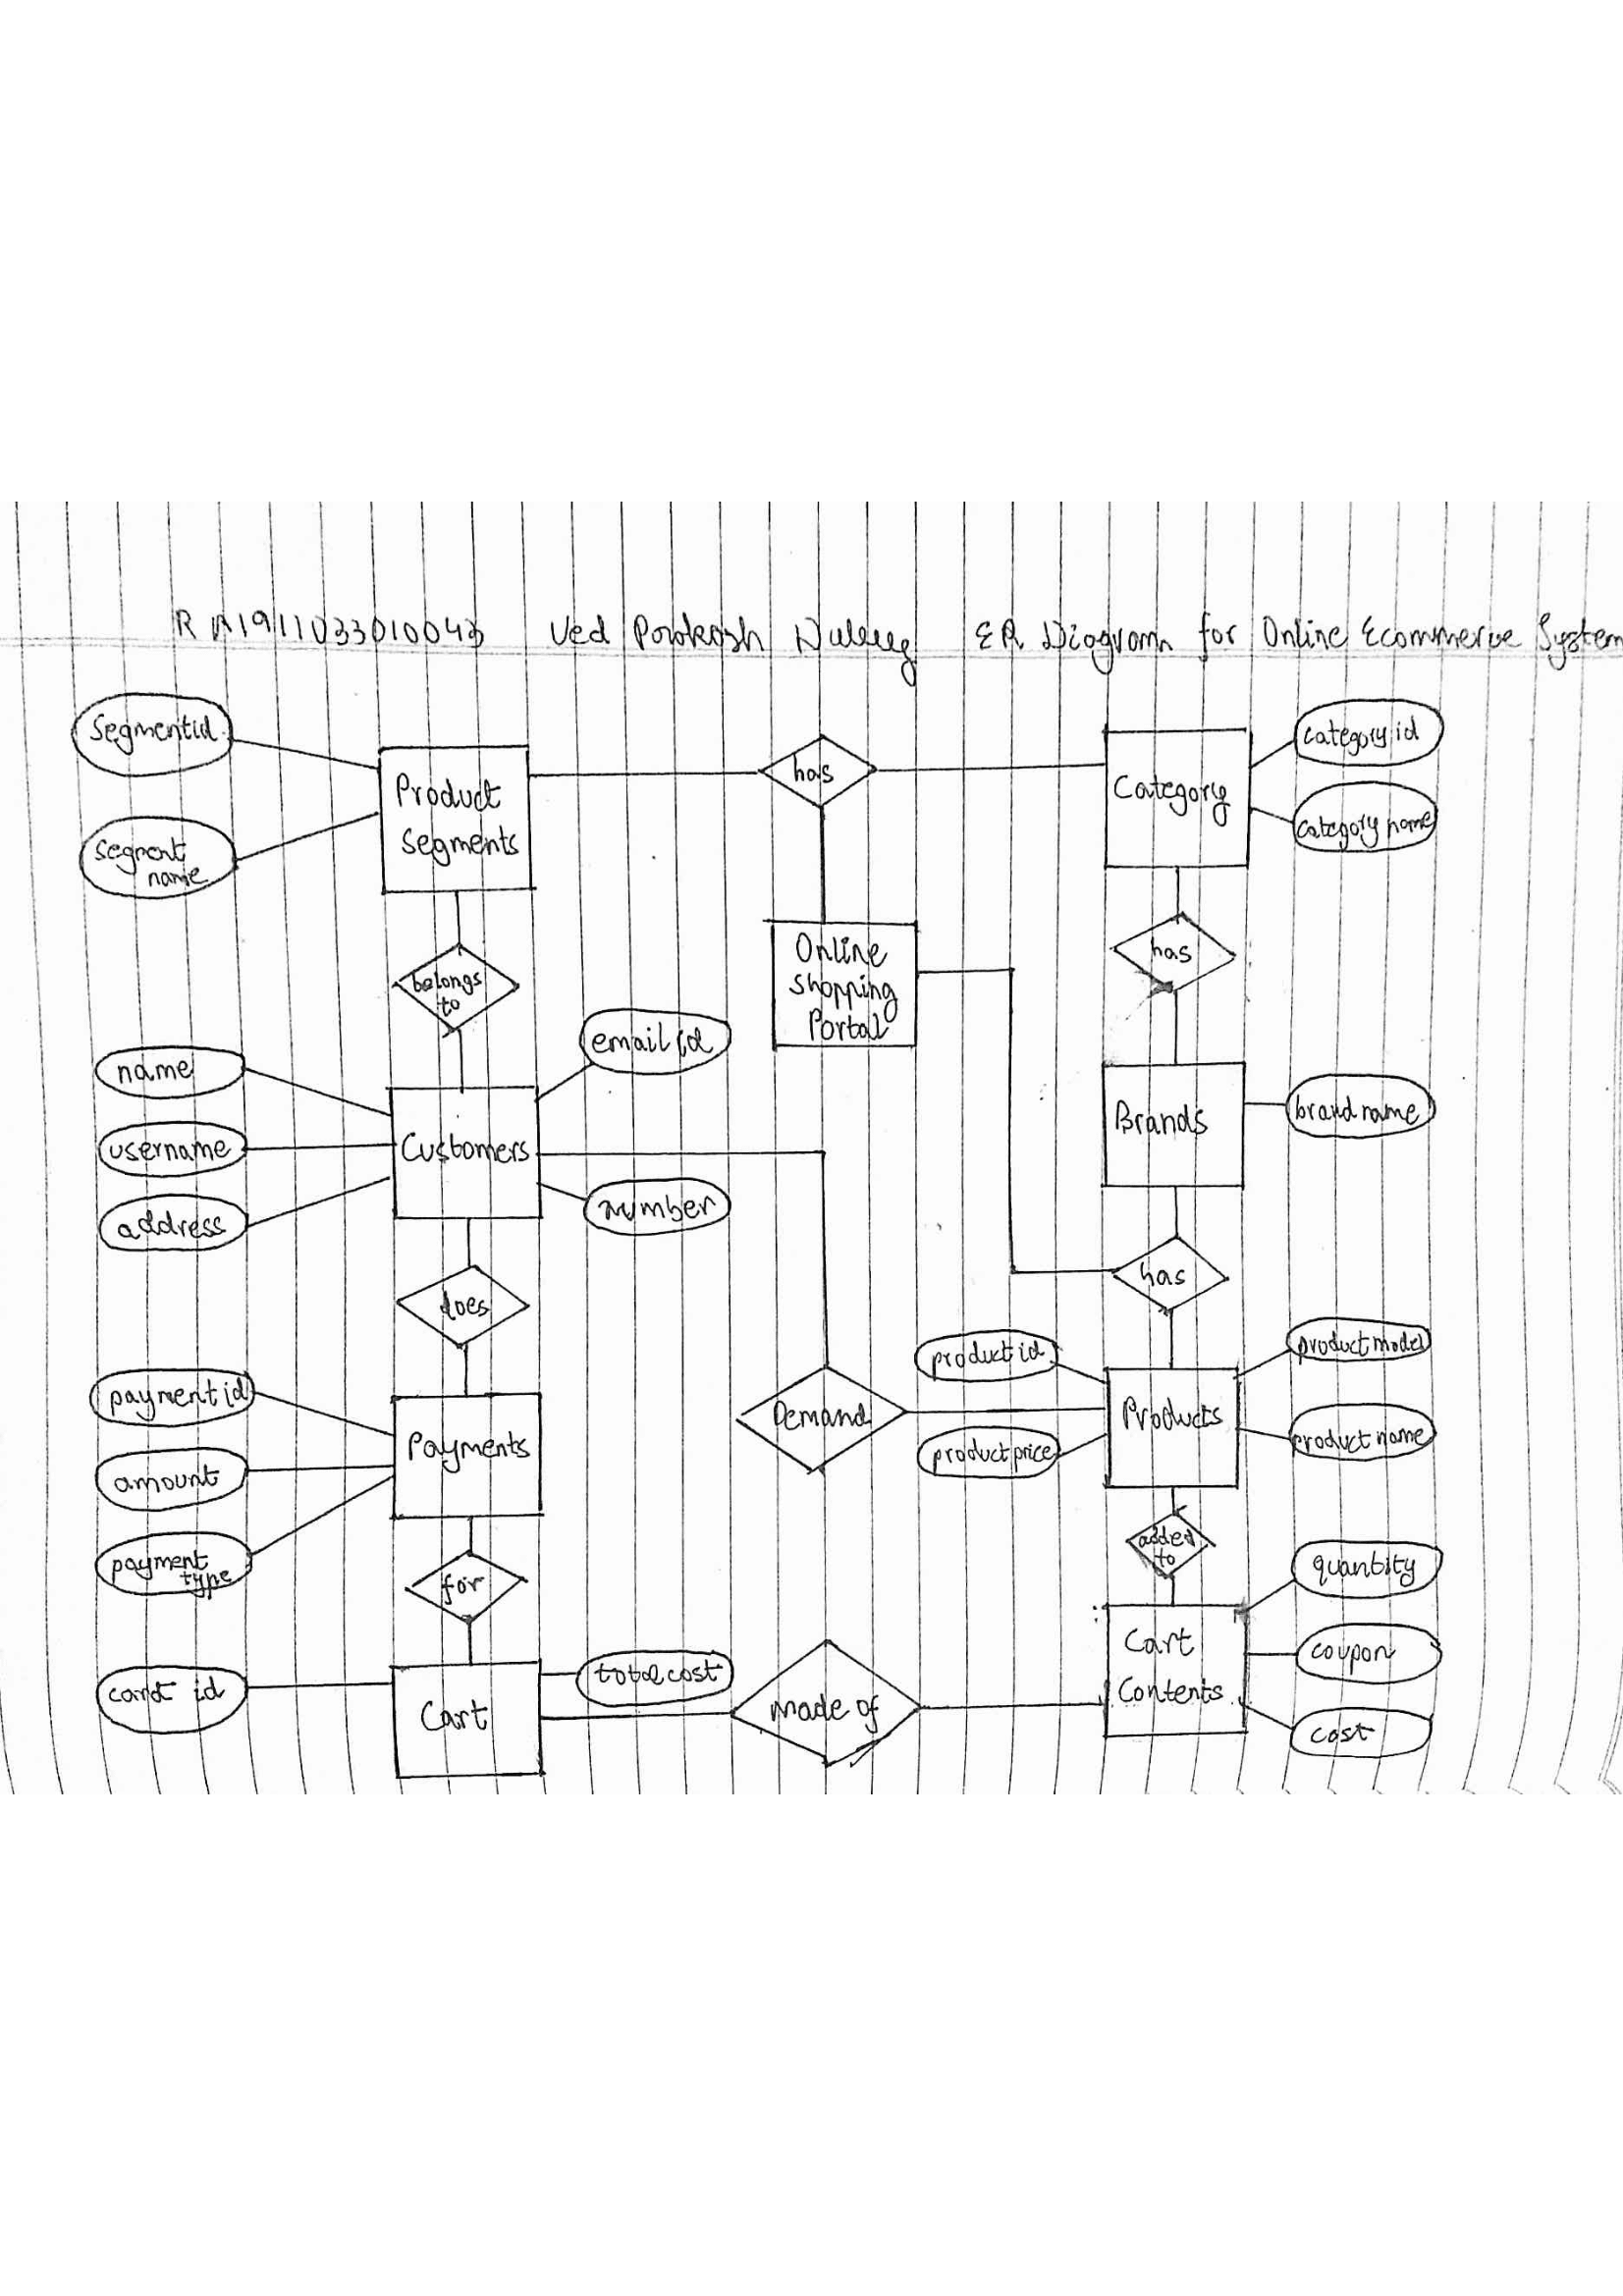 RA1911033010043 Ved Prakash ER Diagram for Online Ecommerve System
Segmentid
segment
name
Product
segments
has
Category
category id
category name
belongs
to
Online
shopping
Portal
has
name
username
address
Customers
email id
number
Brands
brand name
does
has
payment id
amount
payment
type
Payments
Demand
product id
product price
Products
product model
product name
for
added
to
cart id
Cart
total cost
made of
Cart
Contents
quantity
coupon
cost